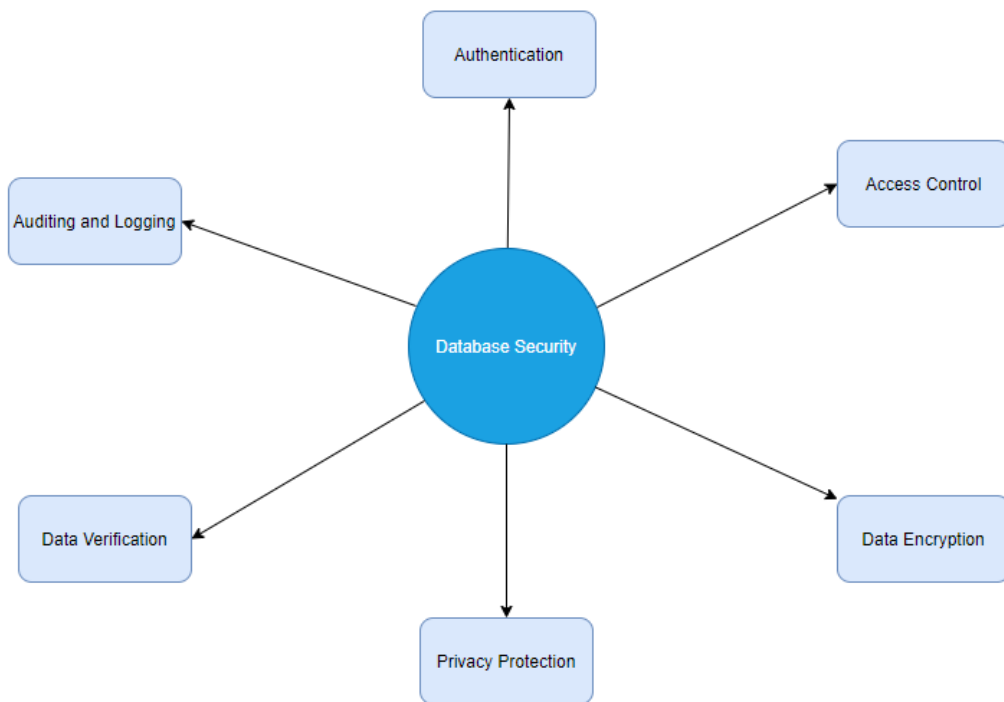 Authentication
Access Control
Auditing and Logging
Database Security
Data Verification
Data Encryption
Privacy Protection